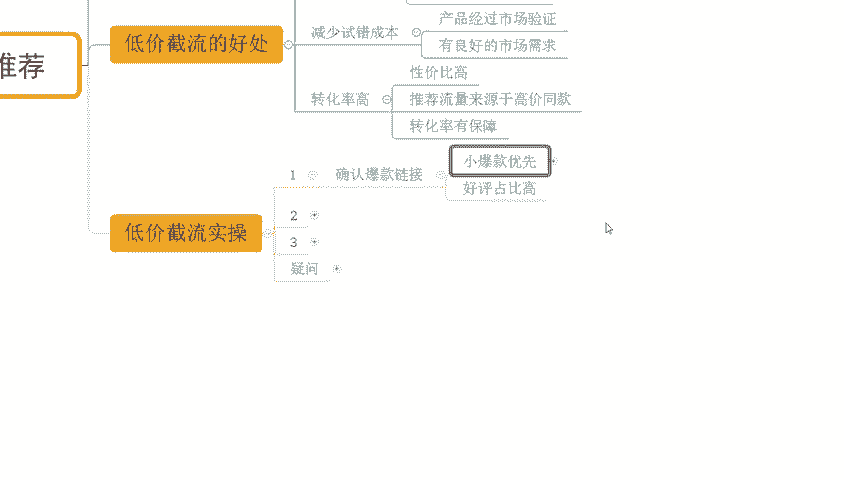 推荐
低价截流的好处
减少试错成本
产品经过市场验证
有良好的市场需求
转化率高
性价比高
推荐流量来源于高价同款
转化率有保障
低价截流实操
1
确认爆款链接
小爆款优先
好评占比高
2
3
疑问